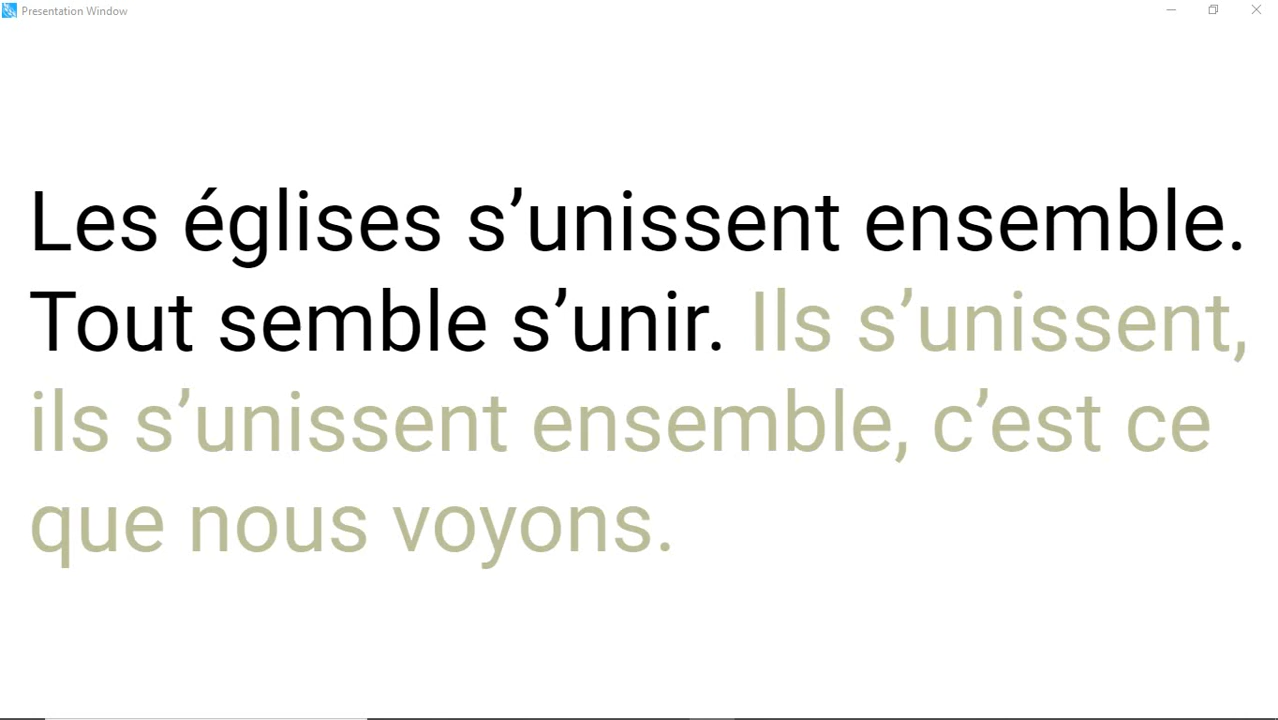 Presentation Window
Les églises s’unissent ensemble.
Tout semble s’unir. Ils s’unissent,
ils s’unissent ensemble, c’est ce
que nous voyons.